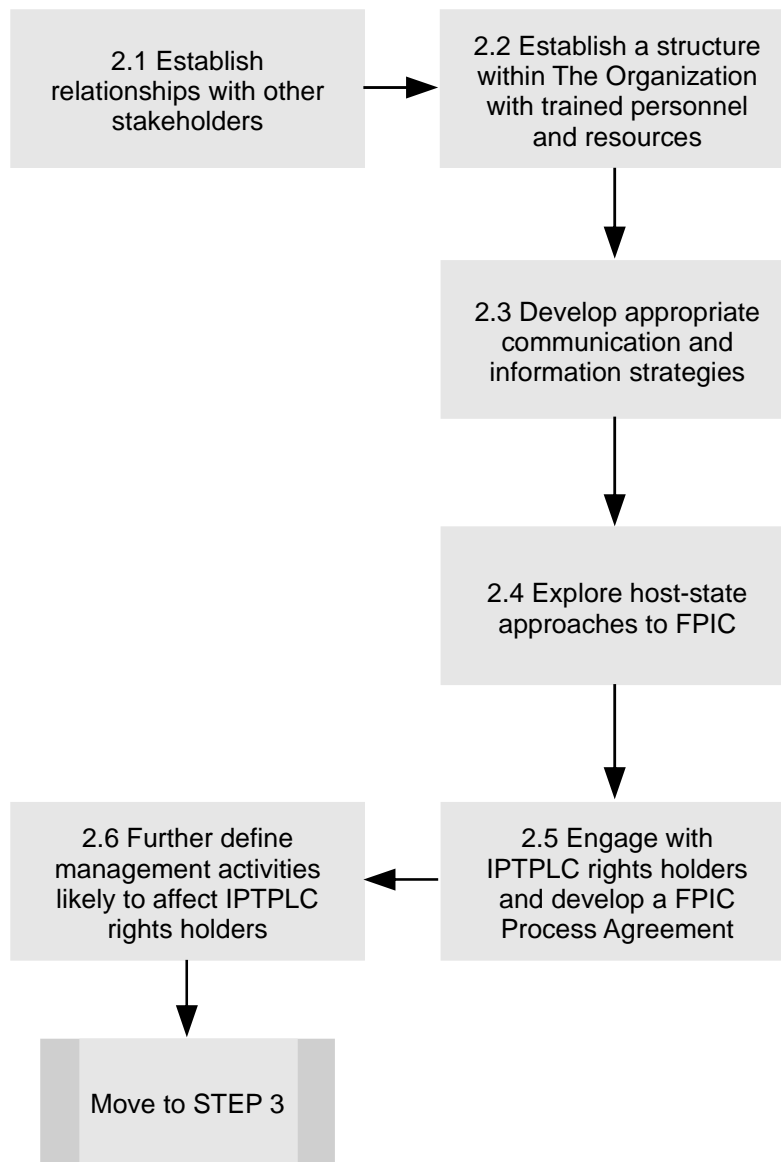 2.1 Establish
relationships with other
stakeholders
2.2 Establish a structure
within The Organization
with trained personnel
and resources
2.3 Develop appropriate
communication and
information strategies
2.4 Explore host-state
approaches to FPIC
2.5 Engage with
IPTPLC rights holders
and develop a FPIC
Process Agreement
2.6 Further define
management activities
likely to affect IPTPLC
rights holders
Move to STEP 3